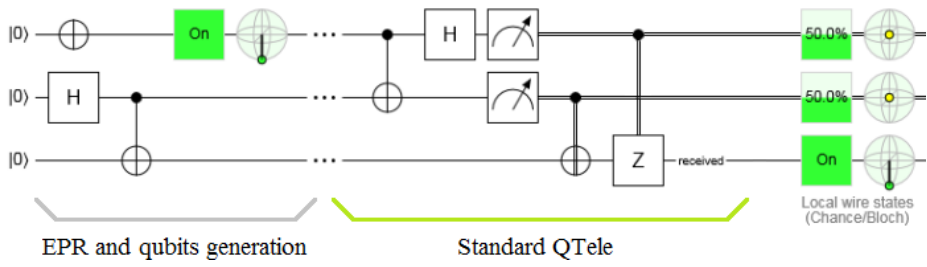 |0⟩ On ... H 50.0%
|0⟩ H ... 50.0%
|0⟩ ... Z received On
Local wire states
(Chance/Bloch)
EPR and qubits generation Standard QTele